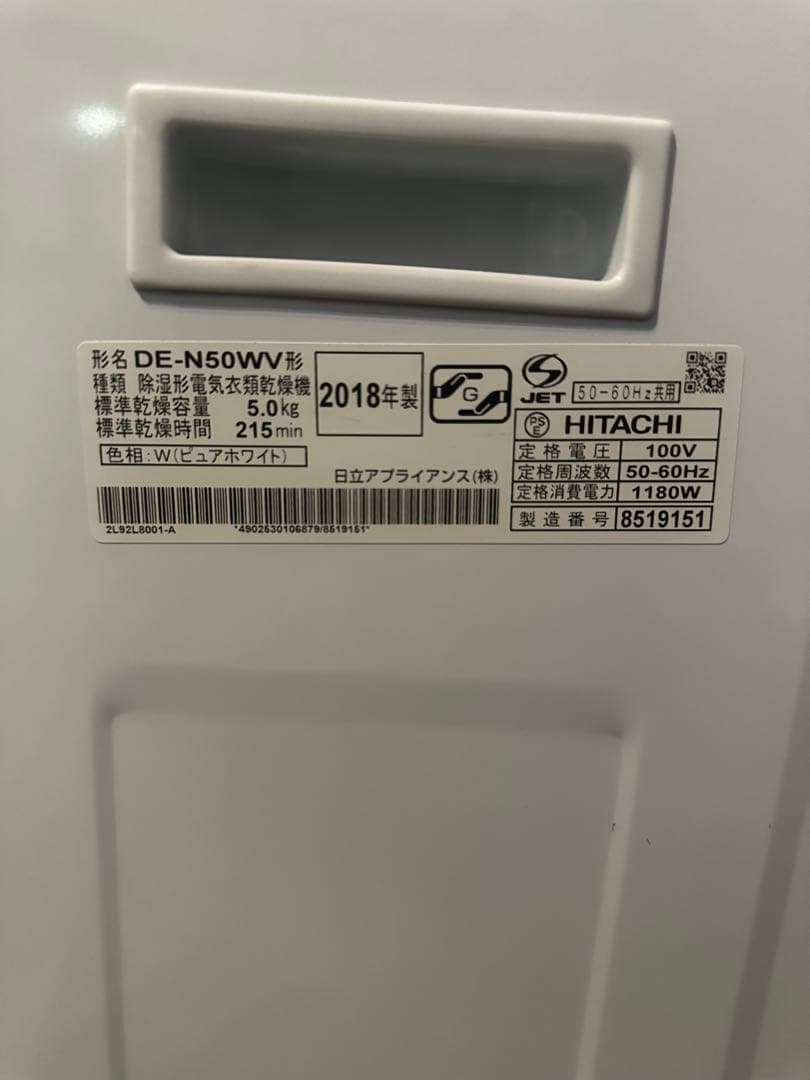 形名 DE-N50WV形
種類 除湿形電気衣類乾燥機
標準乾燥容量 5.0kg
標準乾燥時間 215min
色相:W(ピュアホワイト)
2018年製
G
S
JET
50-60Hz共用
PS
E
HITACHI
定格電圧 100V
定格周波数 50-60Hz
定格消費電力 1180W
製造番号 8519151
日立アプライアンス(株)
2L92L8001-A
*4902530106879/8519151*